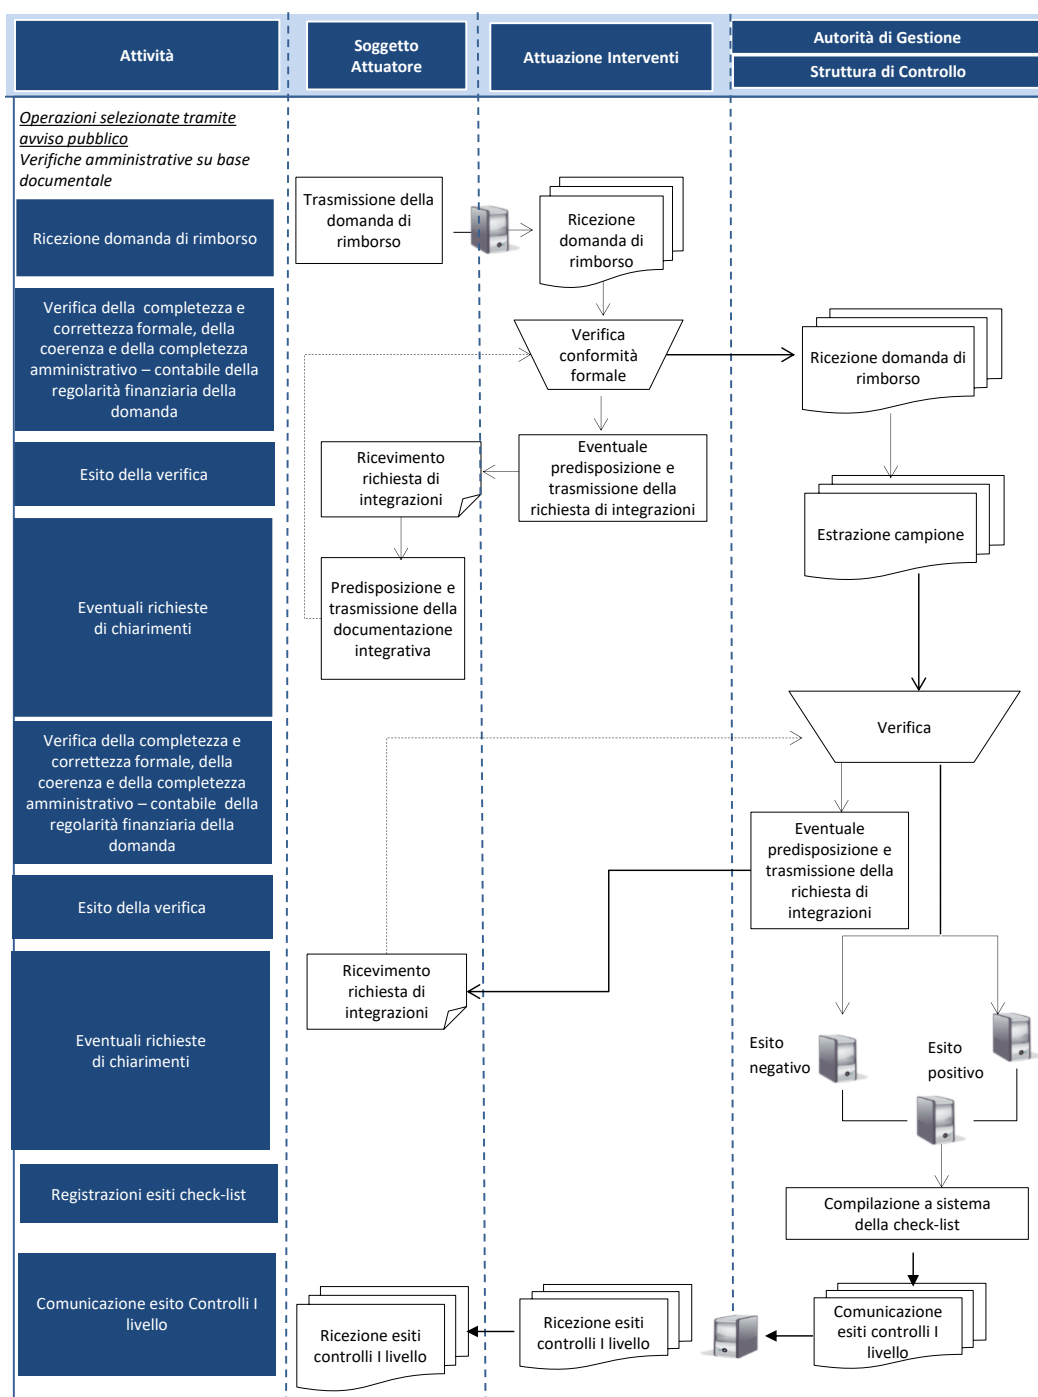 Attività
Soggetto
Attuatore
Attuazione Interventi
Autorità di Gestione
Struttura di Controllo
Operazioni selezionate tramite
avviso pubblico
Verifiche amministrative su base
documentale
Ricezione domanda di rimborso
Trasmissione della
domanda di
rimborso
Ricezione
domanda di
rimborso
Verifica della completezza e
correttezza formale, della
coerenza e della completezza
amministrativo – contabile della
regolarità finanziaria della
domanda
Verifica
conformità
formale
Ricezione domanda di
rimborso
Esito della verifica
Ricevimento
richiesta di
integrazioni
Eventuale
predisposizione e
trasmissione della
richiesta di integrazioni
Estrazione campione
Eventuali richieste
di chiarimenti
Predisposizione e
trasmissione della
documentazione
integrativa
Verifica
Verifica della completezza e
correttezza formale, della
coerenza e della completezza
amministrativo – contabile della
regolarità finanziaria della
domanda
Eventuale
predisposizione e
trasmissione della
richiesta di
integrazioni
Esito della verifica
Ricevimento
richiesta di
integrazioni
Eventuali richieste
di chiarimenti
Esito
negativo
Esito
positivo
Registrazioni esiti check-list
Compilazione a sistema
della check-list
Comunicazione esito Controlli I
livello
Ricezione esiti
controlli I livello
Ricezione esiti
controlli I livello
Comunicazione
esiti controlli I
livello